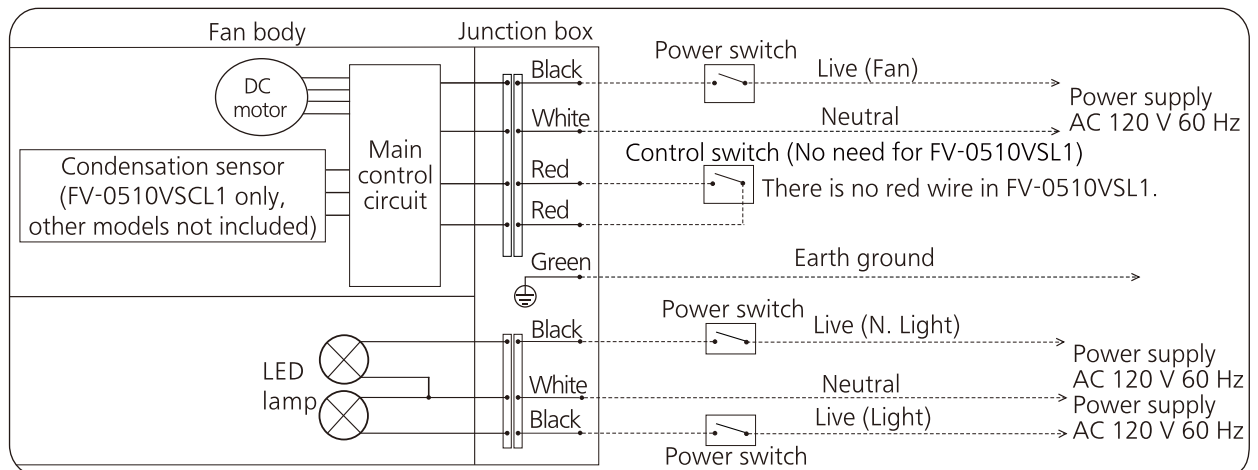 Fan body
Junction box
Power switch
Black
Live (Fan)
DC
motor
Power supply
AC 120 V 60 Hz
White
Neutral
Condensation sensor
(FV-0510VSCL1 only,
other models not included)
Main
control
circuit
Control switch (No need for FV-0510VSL1)
Red
There is no red wire in FV-0510VSL1.
Red
Green
Earth ground
Power switch
Black
Live (N. Light)
LED
lamp
Power supply
AC 120 V 60 Hz
White
Neutral
Power supply
AC 120 V 60 Hz
Black
Live (Light)
Power switch